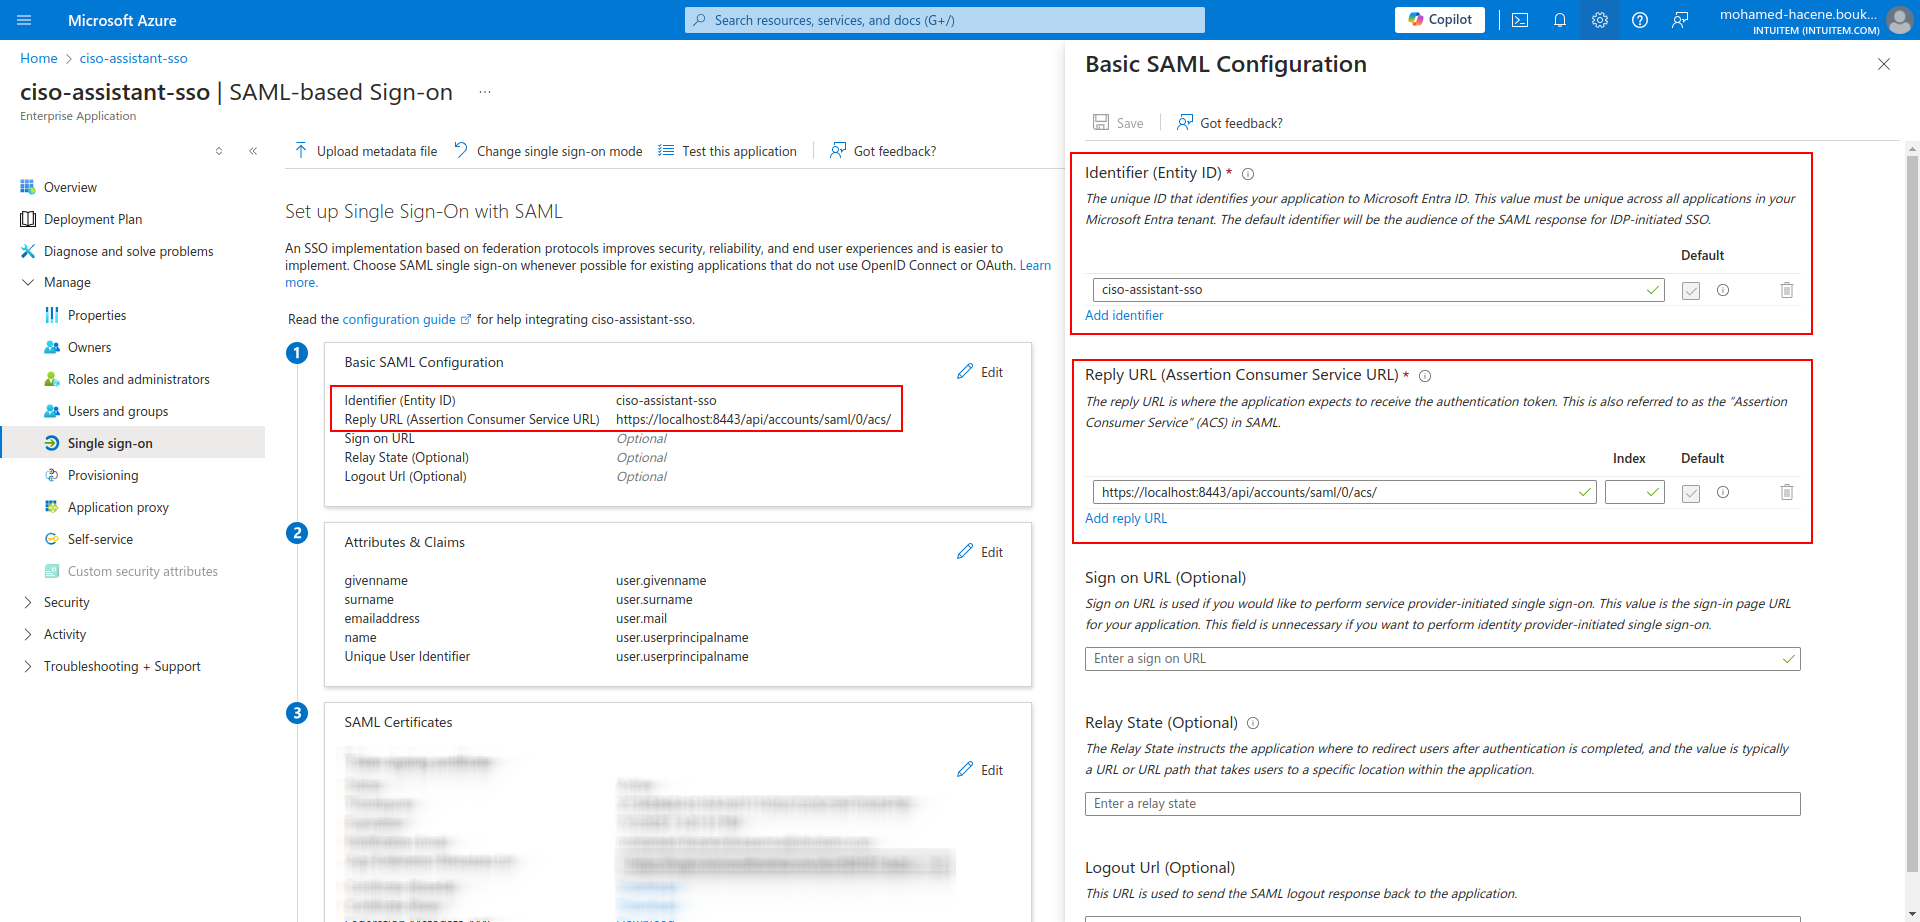 Microsoft Azure
Search resources, services, and docs (G+/)
Copilot
mohamed-hacene.bouk...
INTUITEM (INTUITEM.COM)
Home > ciso-assistant-sso
ciso-assistant-sso | SAML-based Sign-on ...
Enterprise Application
Overview
Deployment Plan
Diagnose and solve problems
Manage
Properties
Owners
Roles and administrators
Users and groups
Single sign-on
Provisioning
Application proxy
Self-service
Custom security attributes
Security
Activity
Troubleshooting + Support
Upload metadata file Change single sign-on mode Test this application Got feedback?
Set up Single Sign-On with SAML
An SSO implementation based on federation protocols improves security, reliability, and end user experiences and is easier to
implement. Choose SAML single sign-on whenever possible for existing applications that do not use OpenID Connect or OAuth. Learn
more.
Read the configuration guide for help integrating ciso-assistant-sso.
1
Basic SAML Configuration
Edit
Identifier (Entity ID) ciso-assistant-sso
Reply URL (Assertion Consumer Service URL) https://localhost:8443/api/accounts/saml/0/acs/
Sign on URL Optional
Relay State (Optional) Optional
Logout Url (Optional) Optional
2
Attributes & Claims
Edit
givenname user.givenname
surname user.surname
emailaddress user.mail
name user.userprincipalname
Unique User Identifier user.userprincipalname
3
SAML Certificates
Edit
Basic SAML Configuration
Save Got feedback?
Identifier (Entity ID) *
The unique ID that identifies your application to Microsoft Entra ID. This value must be unique across all applications in your
Microsoft Entra tenant. The default identifier will be the audience of the SAML response for IDP-initiated SSO.
Default
ciso-assistant-sso
Add identifier
Reply URL (Assertion Consumer Service URL) *
The reply URL is where the application expects to receive the authentication token. This is also referred to as the “Assertion
Consumer Service” (ACS) in SAML.
Index Default
https://localhost:8443/api/accounts/saml/0/acs/
Add reply URL
Sign on URL (Optional)
Sign on URL is used if you would like to perform service provider-initiated single sign-on. This value is the sign-in page URL
for your application. This field is unnecessary if you want to perform identity provider-initiated single sign-on.
Enter a sign on URL
Relay State (Optional)
The Relay State instructs the application where to redirect users after authentication is completed, and the value is typically
a URL or URL path that takes users to a specific location within the application.
Enter a relay state
Logout Url (Optional)
This URL is used to send the SAML logout response back to the application.